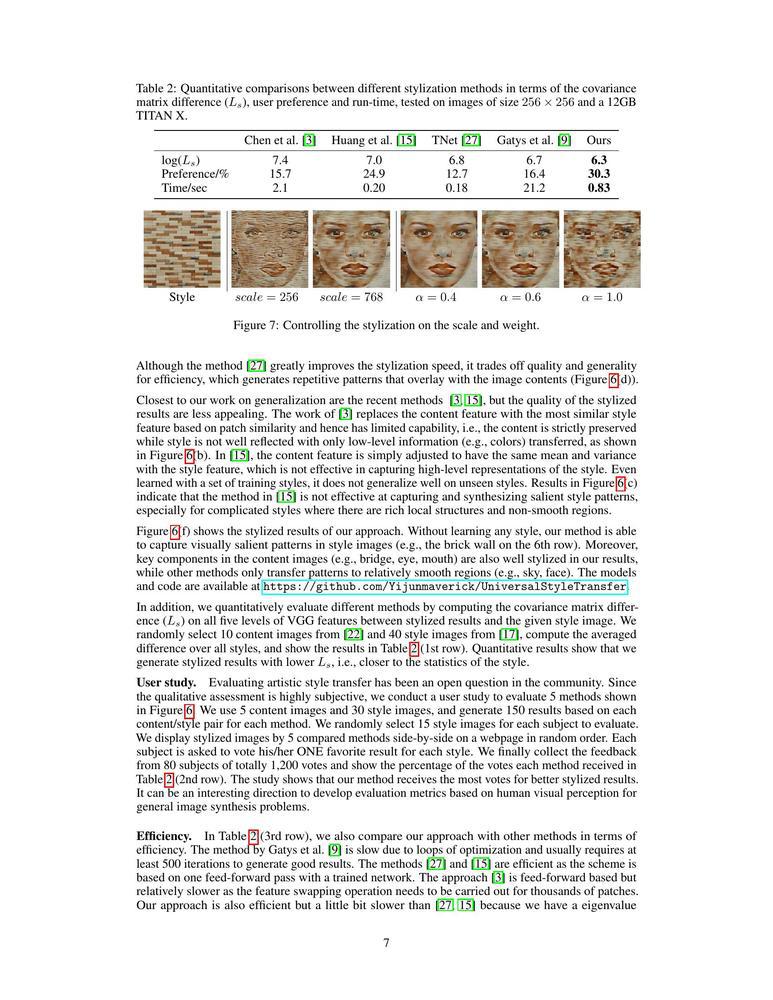 Table 2: Quantitative comparisons between different stylization methods in terms of the covariance
matrix difference (Ls), user preference and run-time, tested on images of size 256 × 256 and a 12GB
TITAN X.
Chen et al. [3] Huang et al. [15] TNet [27] Gatys et al. [9] Ours
log(Ls) 7.4 7.0 6.8 6.7 6.3
Preference/% 15.7 24.9 12.7 16.4 30.3
Time/sec 2.1 0.20 0.18 21.2 0.83
Style scale = 256 scale = 768 α = 0.4 α = 0.6 α = 1.0
Figure 7: Controlling the stylization on the scale and weight.
Although the method [27] greatly improves the stylization speed, it trades off quality and generality
for efficiency, which generates repetitive patterns that overlay with the image contents (Figure 6(d)).
Closest to our work on generalization are the recent methods [3, 15], but the quality of the stylized
results are less appealing. The work of [3] replaces the content feature with the most similar style
feature based on patch similarity and hence has limited capability, i.e., the content is strictly preserved
while style is not well reflected with only low-level information (e.g., colors) transferred, as shown
in Figure 6(b). In [15], the content feature is simply adjusted to have the same mean and variance
with the style feature, which is not effective in capturing high-level representations of the style. Even
learned with a set of training styles, it does not generalize well on unseen styles. Results in Figure 6(c)
indicate that the method in [15] is not effective at capturing and synthesizing salient style patterns,
especially for complicated styles where there are rich local structures and non-smooth regions.
Figure 6(f) shows the stylized results of our approach. Without learning any style, our method is able
to capture visually salient patterns in style images (e.g., the brick wall on the 6th row). Moreover,
key components in the content images (e.g., bridge, eye, mouth) are also well stylized in our results,
while other methods only transfer patterns to relatively smooth regions (e.g., sky, face). The models
and code are available at https://github.com/Yijunmaverick/UniversalStyleTransfer.
In addition, we quantitatively evaluate different methods by computing the covariance matrix differ-
ence (Ls) on all five levels of VGG features between stylized results and the given style image. We
randomly select 10 content images from [22] and 40 style images from [17], compute the averaged
difference over all styles, and show the results in Table 2 (1st row). Quantitative results show that we
generate stylized results with lower Ls, i.e., closer to the statistics of the style.
User study. Evaluating artistic style transfer has been an open question in the community. Since
the qualitative assessment is highly subjective, we conduct a user study to evaluate 5 methods shown
in Figure 6. We use 5 content images and 30 style images, and generate 150 results based on each
content/style pair for each method. We randomly select 15 style images for each subject to evaluate.
We display stylized images by 5 compared methods side-by-side on a webpage in random order. Each
subject is asked to vote his/her ONE favorite result for each style. We finally collect the feedback
from 80 subjects of totally 1,200 votes and show the percentage of the votes each method received in
Table 2 (2nd row). The study shows that our method receives the most votes for better stylized results.
It can be an interesting direction to develop evaluation metrics based on human visual perception for
general image synthesis problems.
Efficiency. In Table 2 (3rd row), we also compare our approach with other methods in terms of
efficiency. The method by Gatys et al. [9] is slow due to loops of optimization and usually requires at
least 500 iterations to generate good results. The methods [27] and [15] are efficient as the scheme is
based on one feed-forward pass with a trained network. The approach [3] is feed-forward based but
relatively slower as the feature swapping operation needs to be carried out for thousands of patches.
Our approach is also efficient but a little bit slower than [27, 15] because we have a eigenvalue
7